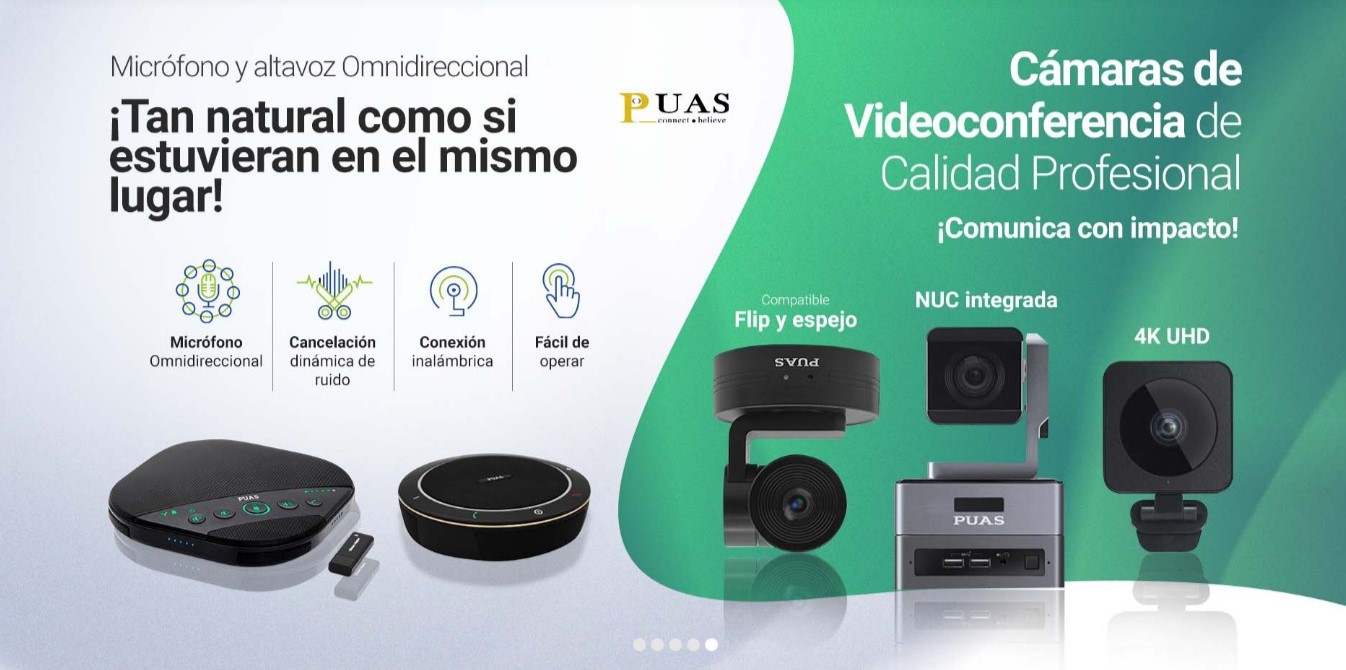 Micrófono y altavoz Omnidireccional
¡Tan natural como si
estuvieran en el mismo
lugar!
Micrófono
Omnidireccional
Cancelación
dinámica de
ruido
Conexión
inalámbrica
Fácil de
operar
PUAS
PUAS
PUAS
connect • believe
Cámaras de
Videoconferencia de
Calidad Profesional
¡Comunica con impacto!
Compatible
Flip y espejo
PUAS
NUC integrada
PUAS
4K UHD